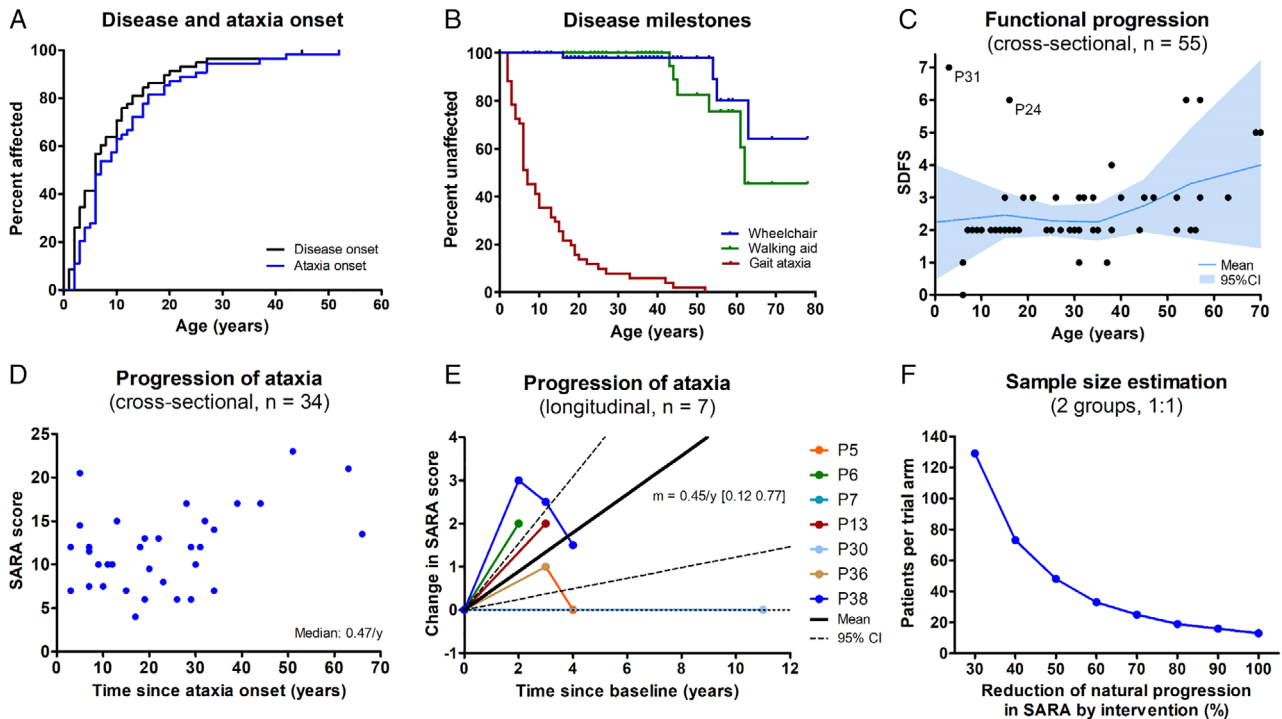 A
Disease and ataxia onset
Percent affected
100
80
60
40
20
0
0 10 20 30 40 50 60
Disease onset
Ataxia onset
Age (years)
B
Disease milestones
Percent unaffected
100
80
60
40
20
0
0 10 20 30 40 50 60 70 80
Wheelchair
Walking aid
Gait ataxia
Age (years)
C
Functional progression
(cross-sectional, n = 55)
SDFS
7
6
5
4
3
2
1
0
P31
P24
Mean
95%CI
0 10 20 30 40 50 60 70
Age (years)
D
Progression of ataxia
(cross-sectional, n = 34)
SARA score
25
20
15
10
5
0
Median: 0.47/y
0 10 20 30 40 50 60 70
Time since ataxia onset (years)
E
Progression of ataxia
(longitudinal, n = 7)
Change in SARA score
4
3
2
1
0
-1
m = 0.45/y [0.12 0.77]
0 2 4 6 8 10 12
Time since baseline (years)
P5
P6
P7
P13
P30
P36
P38
Mean
95% CI
F
Sample size estimation
(2 groups, 1:1)
Patients per trial arm
140
120
100
80
60
40
20
0
30 40 50 60 70 80 90 100
Reduction of natural progression
in SARA by intervention (%)